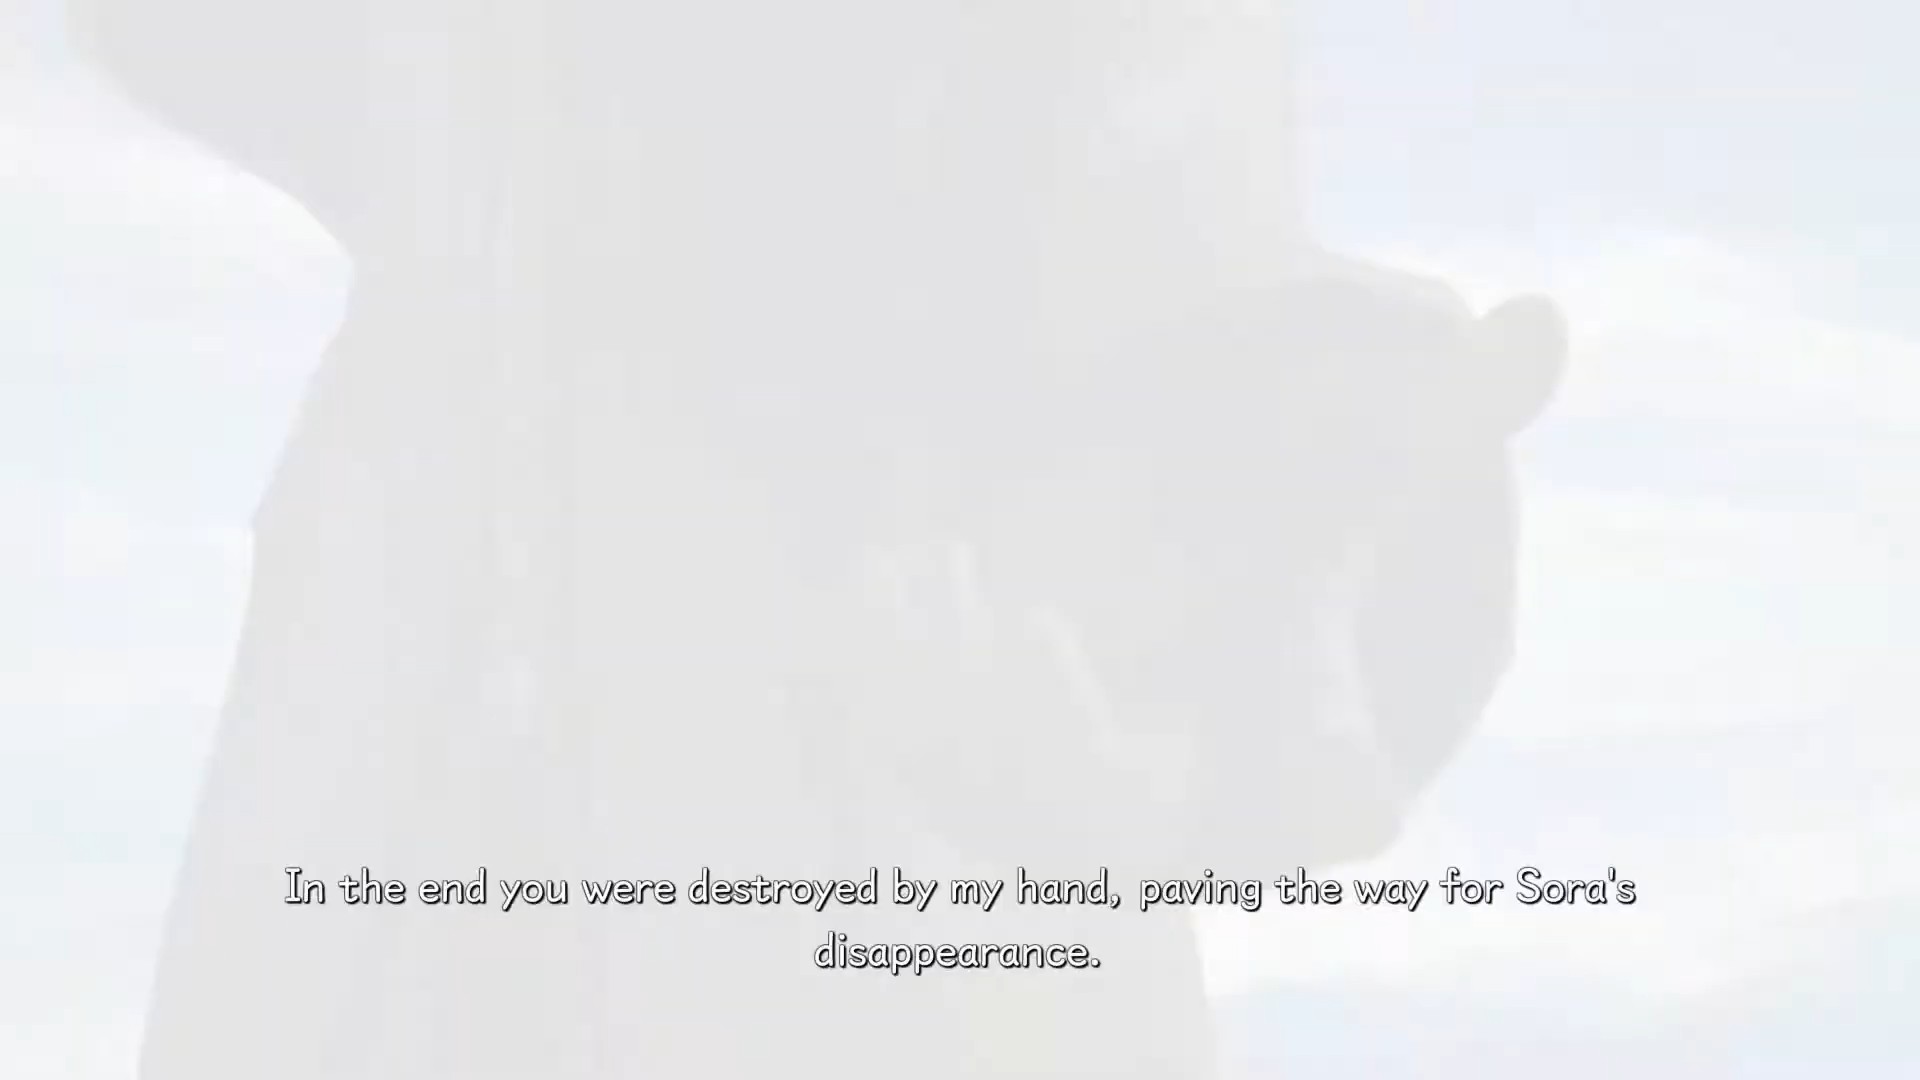 In the end you were destroyed by my hand, paving the way for Sora's
disappearance.